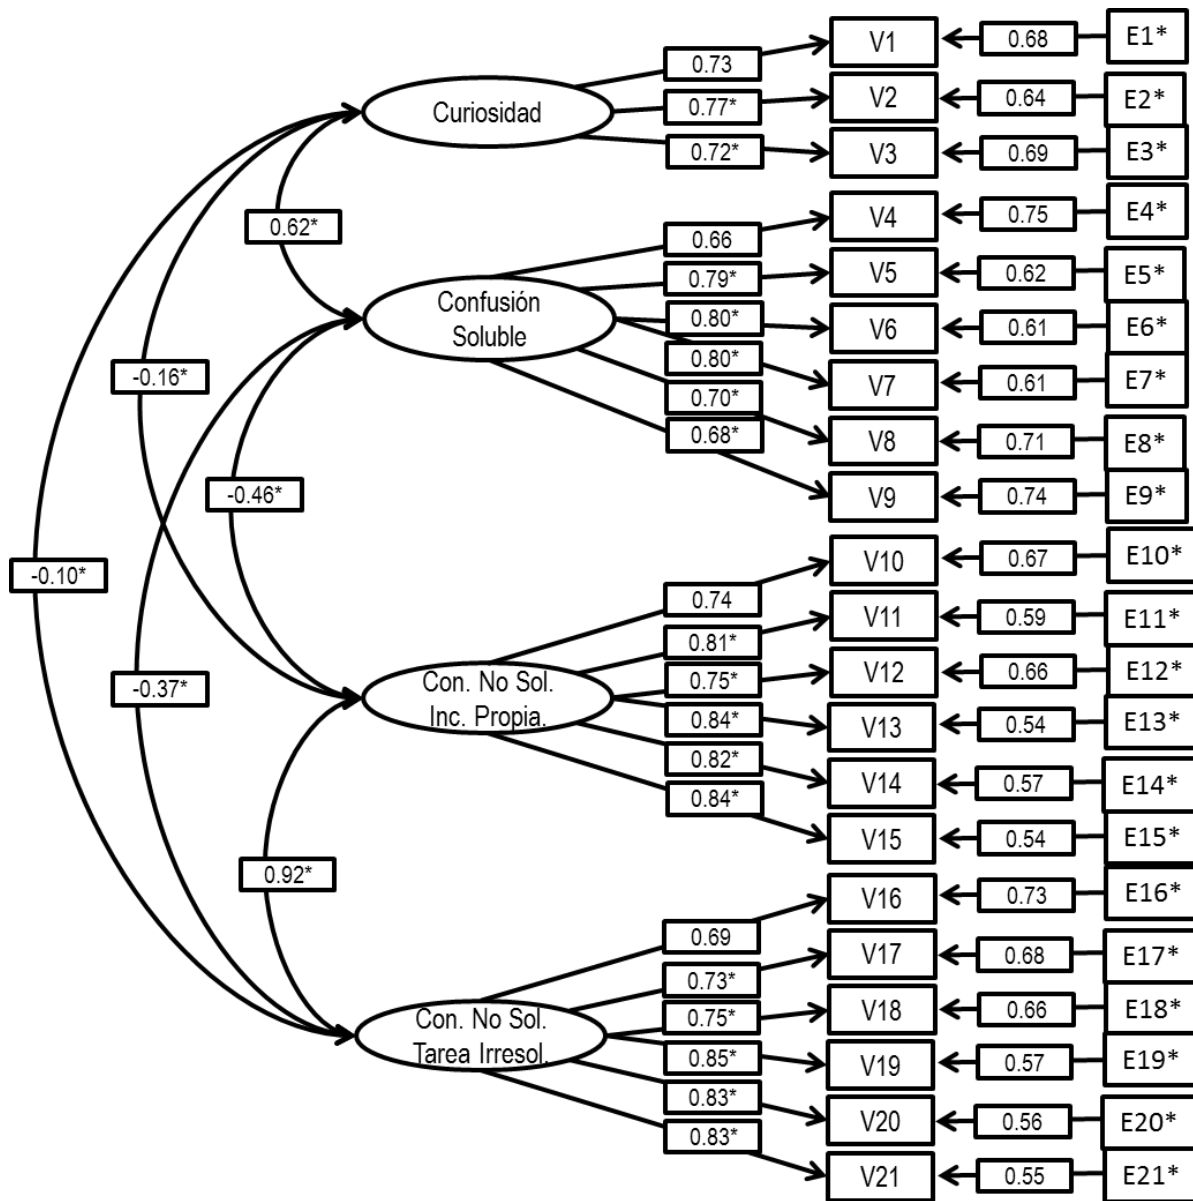 V1
0.68
E1*
0.73
V2
0.64
E2*
Curiosidad
0.77*
V3
0.69
E3*
0.72*
0.62*
V4
0.75
E4*
0.66
V5
0.62
E5*
0.79*
Confusión
Soluble
0.80*
V6
0.61
E6*
0.80*
V7
0.61
E7*
-0.16*
0.70*
V8
0.71
E8*
0.68*
V9
0.74
E9*
-0.46*
V10
0.67
E10*
-0.10*
0.74
V11
0.59
E11*
0.81*
V12
0.66
E12*
Con. No Sol.
Inc. Propia.
0.75*
-0.37*
0.84*
V13
0.54
E13*
0.82*
V14
0.57
E14*
0.84*
V15
0.54
E15*
0.92*
V16
0.73
E16*
0.69
V17
0.68
E17*
0.73*
V18
0.66
E18*
Con. No Sol.
Tarea Irresol.
0.75*
0.85*
V19
0.57
E19*
0.83*
V20
0.56
E20*
0.83*
V21
0.55
E21*